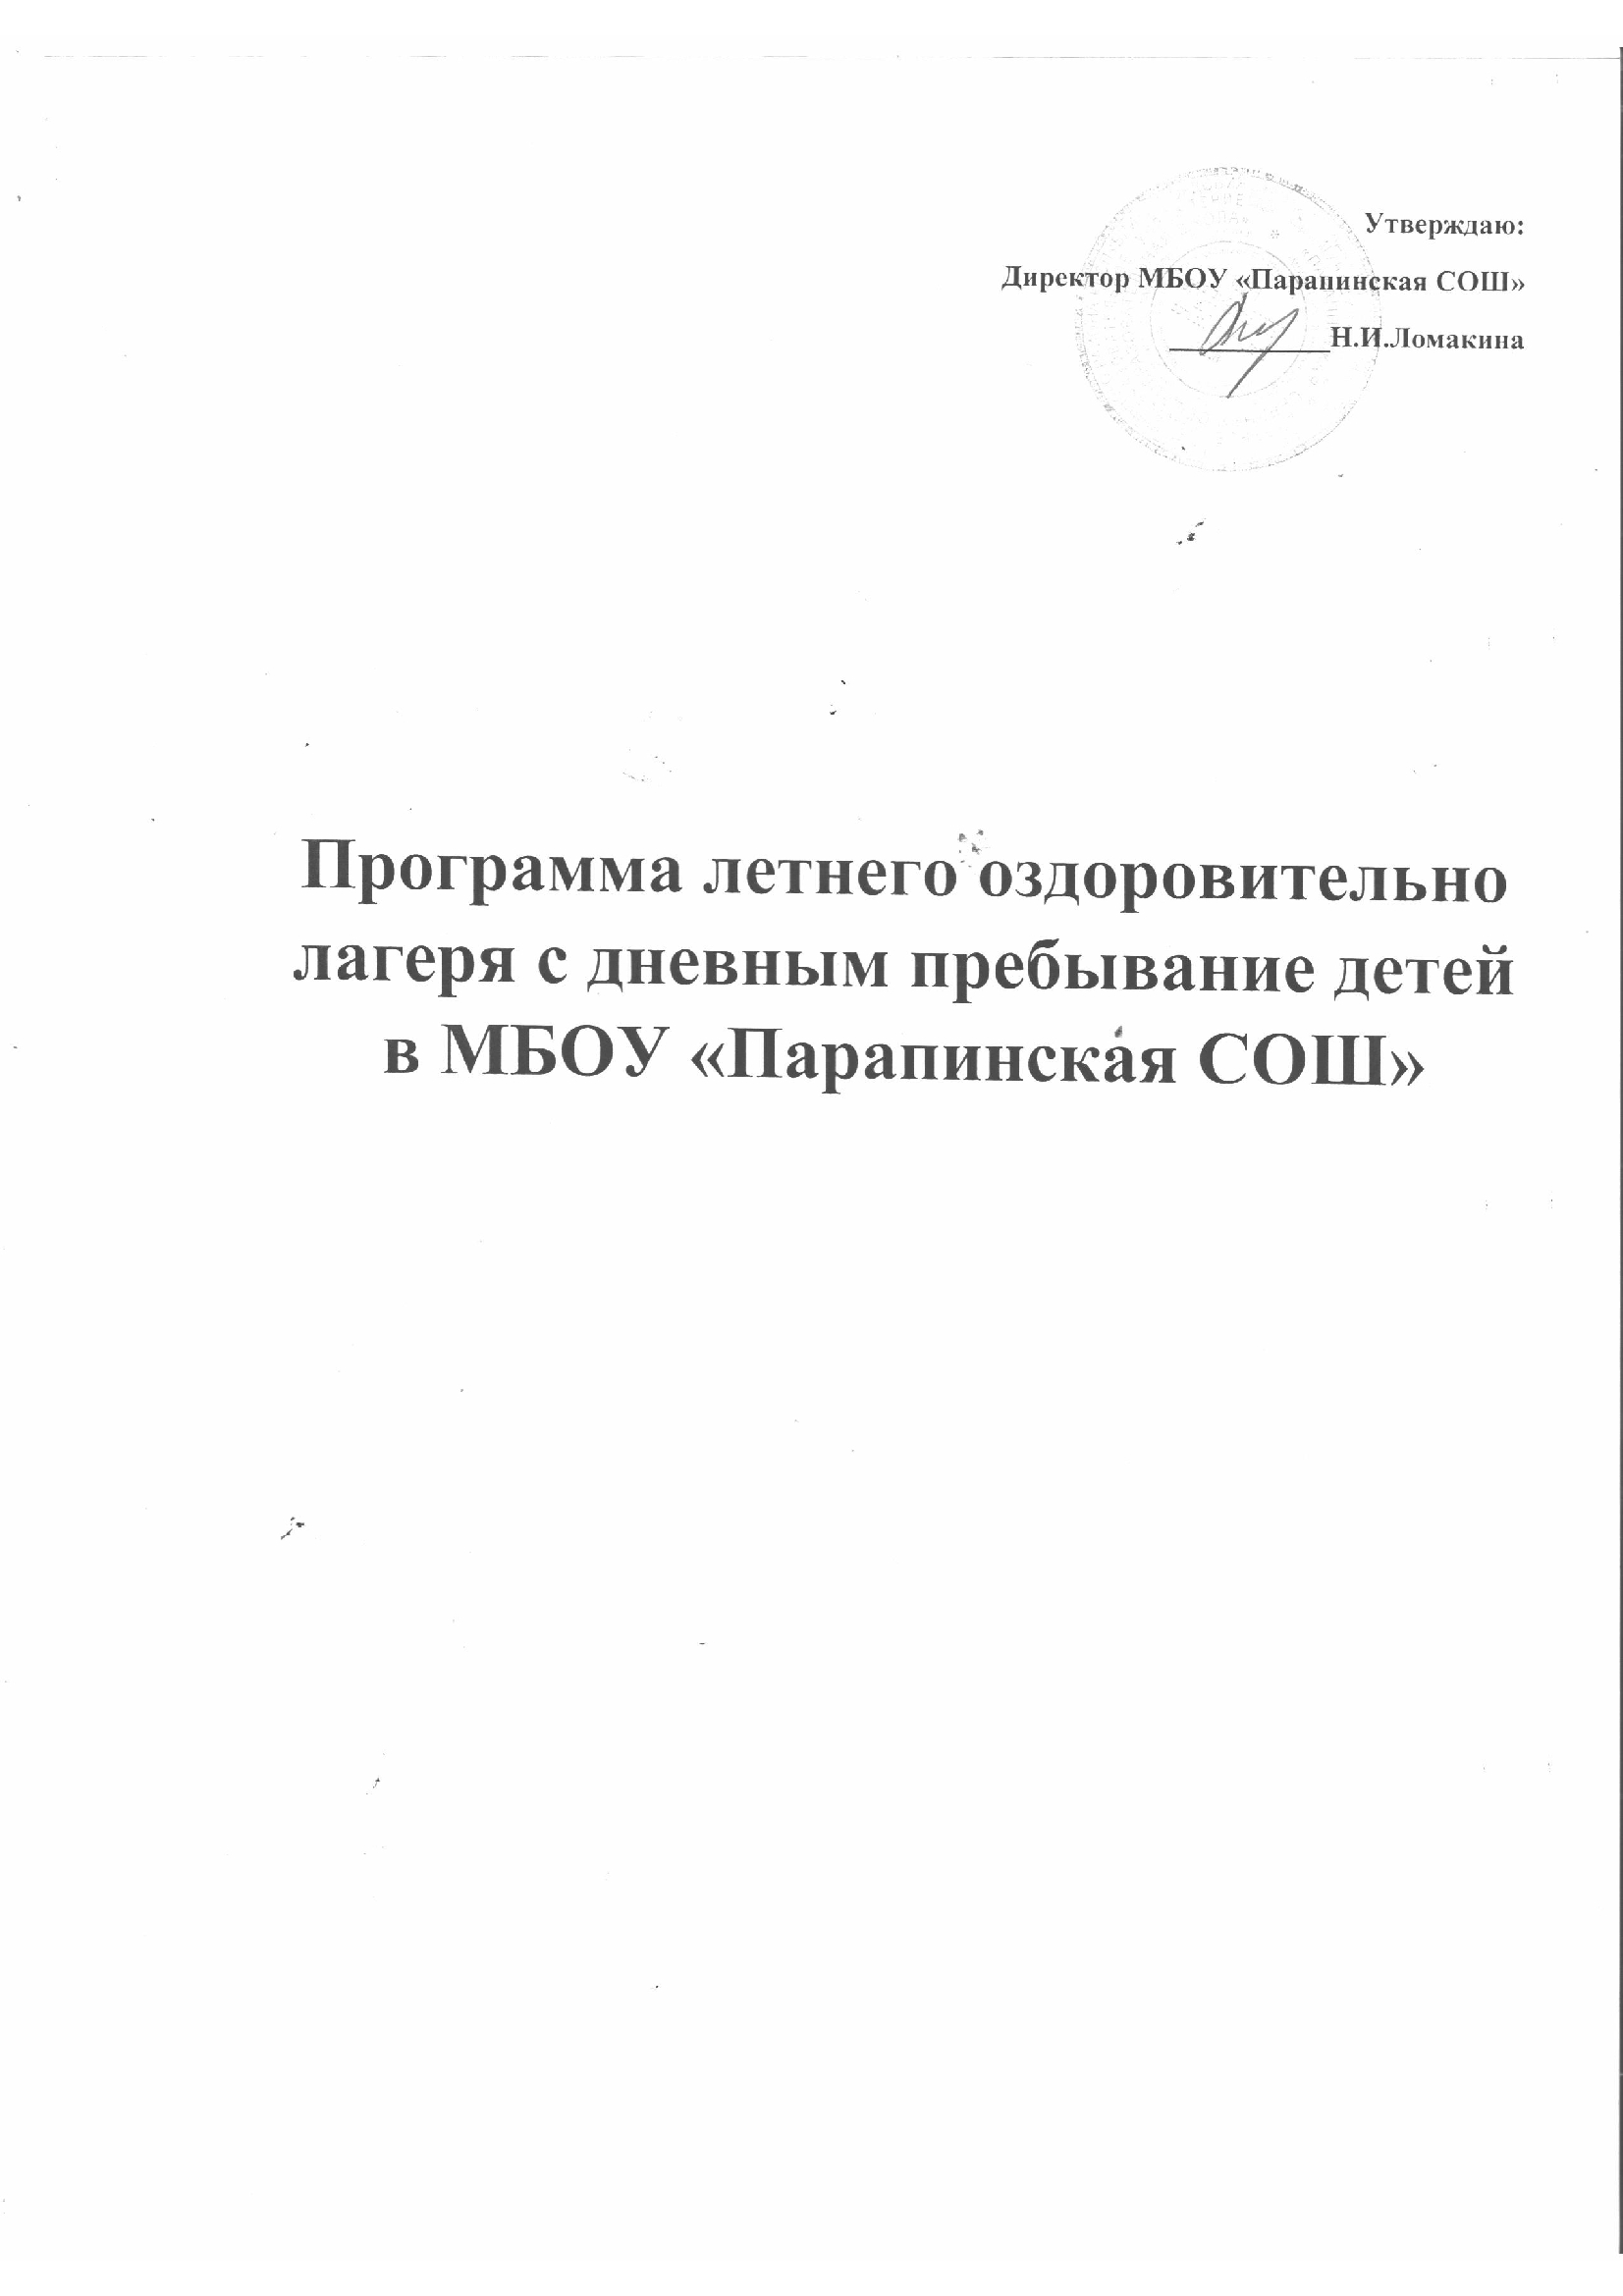 Утверждаю:
Директор МБОУ «Парапинская СОШ»
Н.И.Ломакина
Программа летнего оздоровительно
лагеря с дневным пребывание детей
в МБОУ «Парапинская СОШ»